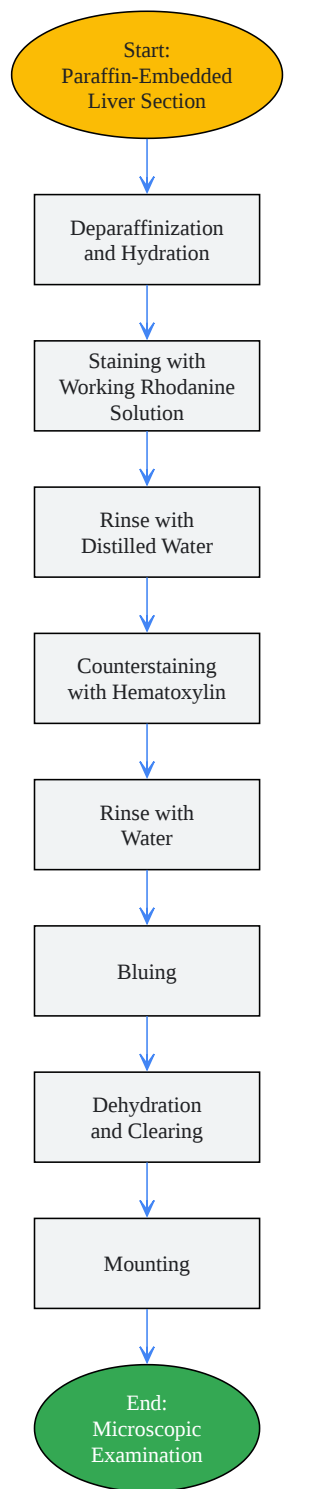 Start:
Paraffin-Embedded
Liver Section
Deparaffinization
and Hydration
Staining with
Working Rhodanine
Solution
Rinse with
Distilled Water
Counterstaining
with Hematoxylin
Rinse with
Water
Bluing
Dehydration
and Clearing
Mounting
End:
Microscopic
Examination